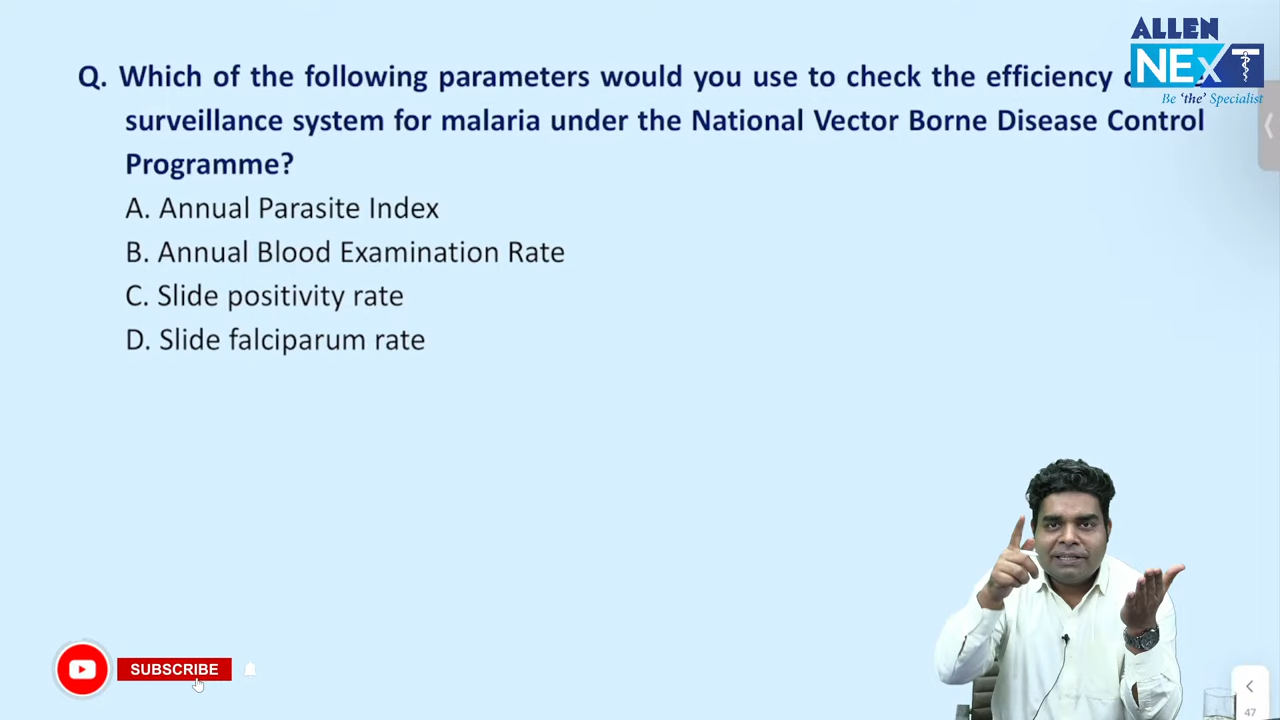 ALLEN
NEXT
Be 'the' Specialist
Q. Which of the following parameters would you use to check the efficiency
surveillance system for malaria under the National Vector Borne Disease Control
Programme?
A. Annual Parasite Index
B. Annual Blood Examination Rate
C. Slide positivity rate
D. Slide falciparum rate
SUBSCRIBE
47